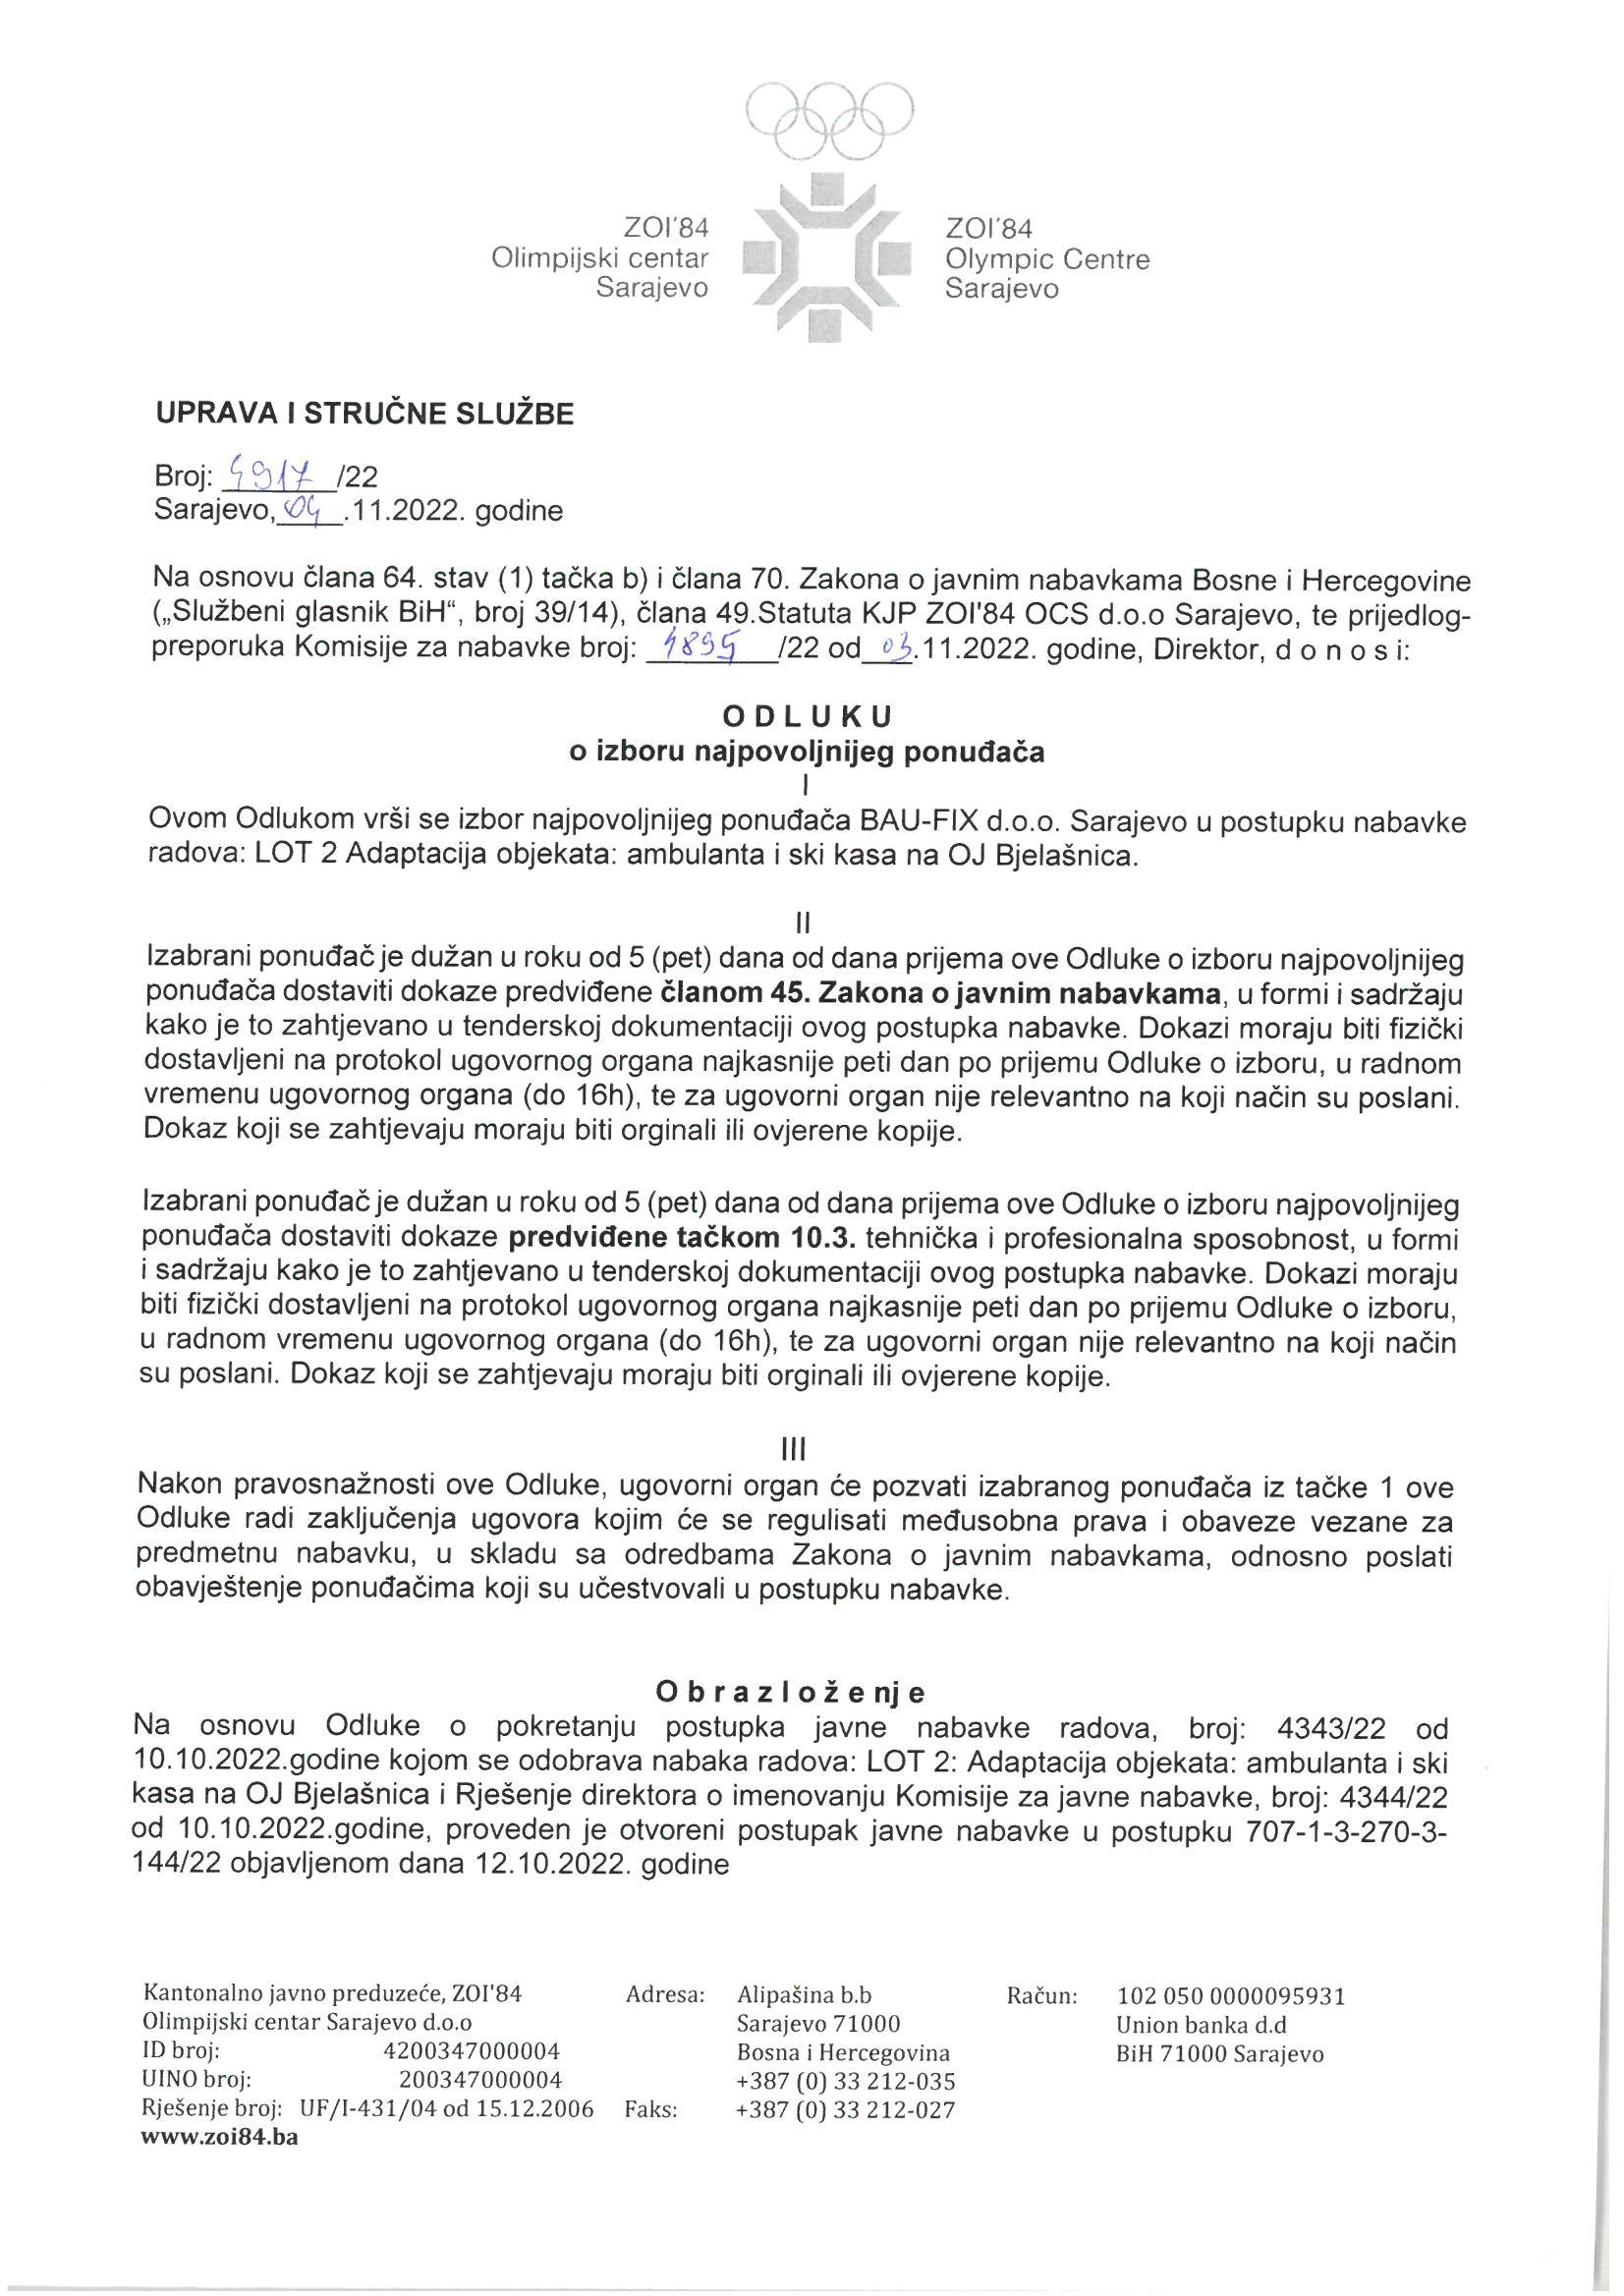 ZOI'84
Olimpijski centar
Sarajevo
ZOI'84
Olympic Centre
Sarajevo
UPRAVA I STRUČNE SLUŽBE
Broj: 4917 /22
Sarajevo, 04 .11.2022. godine
Na osnovu člana 64. stav (1) tačka b) i člana 70. Zakona o javnim nabavkama Bosne i Hercegovine
(„Službeni glasnik BiH“, broj 39/14), člana 49.Statuta KJP ZOI'84 OCS d.o.o Sarajevo, te prijedlog-
preporuka Komisije za nabavke broj: 4895 /22 od 03.11.2022. godine, Direktor, d o n o s i:
O D L U K U
o izboru najpovoljnijeg ponuđača
I
Ovom Odlukom vrši se izbor najpovoljnijeg ponuđača BAU-FIX d.o.o. Sarajevo u postupku nabavke
radova: LOT 2 Adaptacija objekata: ambulanta i ski kasa na OJ Bjelašnica.
II
Izabrani ponuđač je dužan u roku od 5 (pet) dana od dana prijema ove Odluke o izboru najpovoljnijeg
ponuđača dostaviti dokaze predviđene članom 45. Zakona o javnim nabavkama, u formi i sadržaju
kako je to zahtjevano u tenderskoj dokumentaciji ovog postupka nabavke. Dokazi moraju biti fizički
dostavljeni na protokol ugovornog organa najkasnije peti dan po prijemu Odluke o izboru, u radnom
vremenu ugovornog organa (do 16h), te za ugovorni organ nije relevantno na koji način su poslani.
Dokaz koji se zahtjevaju moraju biti orginali ili ovjerene kopije.
Izabrani ponuđač je dužan u roku od 5 (pet) dana od dana prijema ove Odluke o izboru najpovoljnijeg
ponuđača dostaviti dokaze predviđene tačkom 10.3. tehnička i profesionalna sposobnost, u formi
i sadržaju kako je to zahtjevano u tenderskoj dokumentaciji ovog postupka nabavke. Dokazi moraju
biti fizički dostavljeni na protokol ugovornog organa najkasnije peti dan po prijemu Odluke o izboru,
u radnom vremenu ugovornog organa (do 16h), te za ugovorni organ nije relevantno na koji način
su poslani. Dokaz koji se zahtjevaju moraju biti orginali ili ovjerene kopije.
III
Nakon pravosnažnosti ove Odluke, ugovorni organ će pozvati izabranog ponuđača iz tačke 1 ove
Odluke radi zaključenja ugovora kojim će se regulisati međusobna prava i obaveze vezane za
predmetnu nabavku, u skladu sa odredbama Zakona o javnim nabavkama, odnosno poslati
obavještenje ponuđačima koji su učestvovali u postupku nabavke.
O b r a z l o ž e nj e
Na osnovu Odluke o pokretanju postupka javne nabavke radova, broj: 4343/22 od
10.10.2022.godine kojom se odobrava nabaka radova: LOT 2: Adaptacija objekata: ambulanta i ski
kasa na OJ Bjelašnica i Rješenje direktora o imenovanju Komisije za javne nabavke, broj: 4344/22
od 10.10.2022.godine, proveden je otvoreni postupak javne nabavke u postupku 707-1-3-270-3-
144/22 objavljenom dana 12.10.2022. godine
Kantonalno javno preduzeće, ZOI'84 Adresa: Alipašina b.b Račun: 102 050 0000095931
Olimpijski centar Sarajevo d.o.o Sarajevo 71000 Union banka d.d
ID broj: 4200347000004 Bosna i Hercegovina BiH 71000 Sarajevo
UINO broj: 200347000004 +387 (0) 33 212-035
Rješenje broj: UF/I-431/04 od 15.12.2006 Faks: +387 (0) 33 212-027
www.zoi84.ba